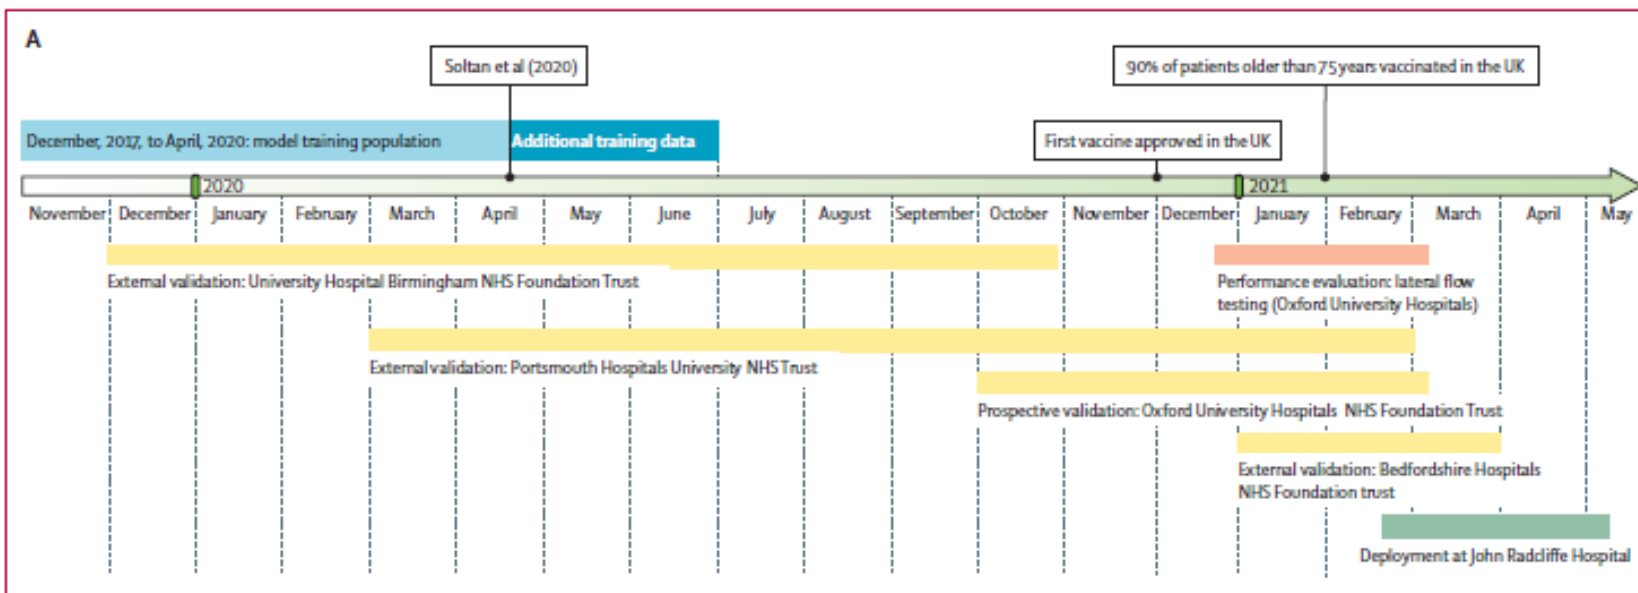 A
Soltan et al (2020)
90% of patients older than 75 years vaccinated in the UK
December, 2017, to April, 2020: model training population
Additional training data
First vaccine approved in the UK
2020
2021
November December January February March April May June July August September October November December January February March April May
External validation: University Hospital Birmingham NHS Foundation Trust
Performance evaluation: lateral flow
testing (Oxford University Hospitals)
External validation: Portsmouth Hospitals University NHS Trust
Prospective validation: Oxford University Hospitals NHS Foundation Trust
External validation: Bedfordshire Hospitals
NHS Foundation trust
Deployment at John Radcliffe Hospital